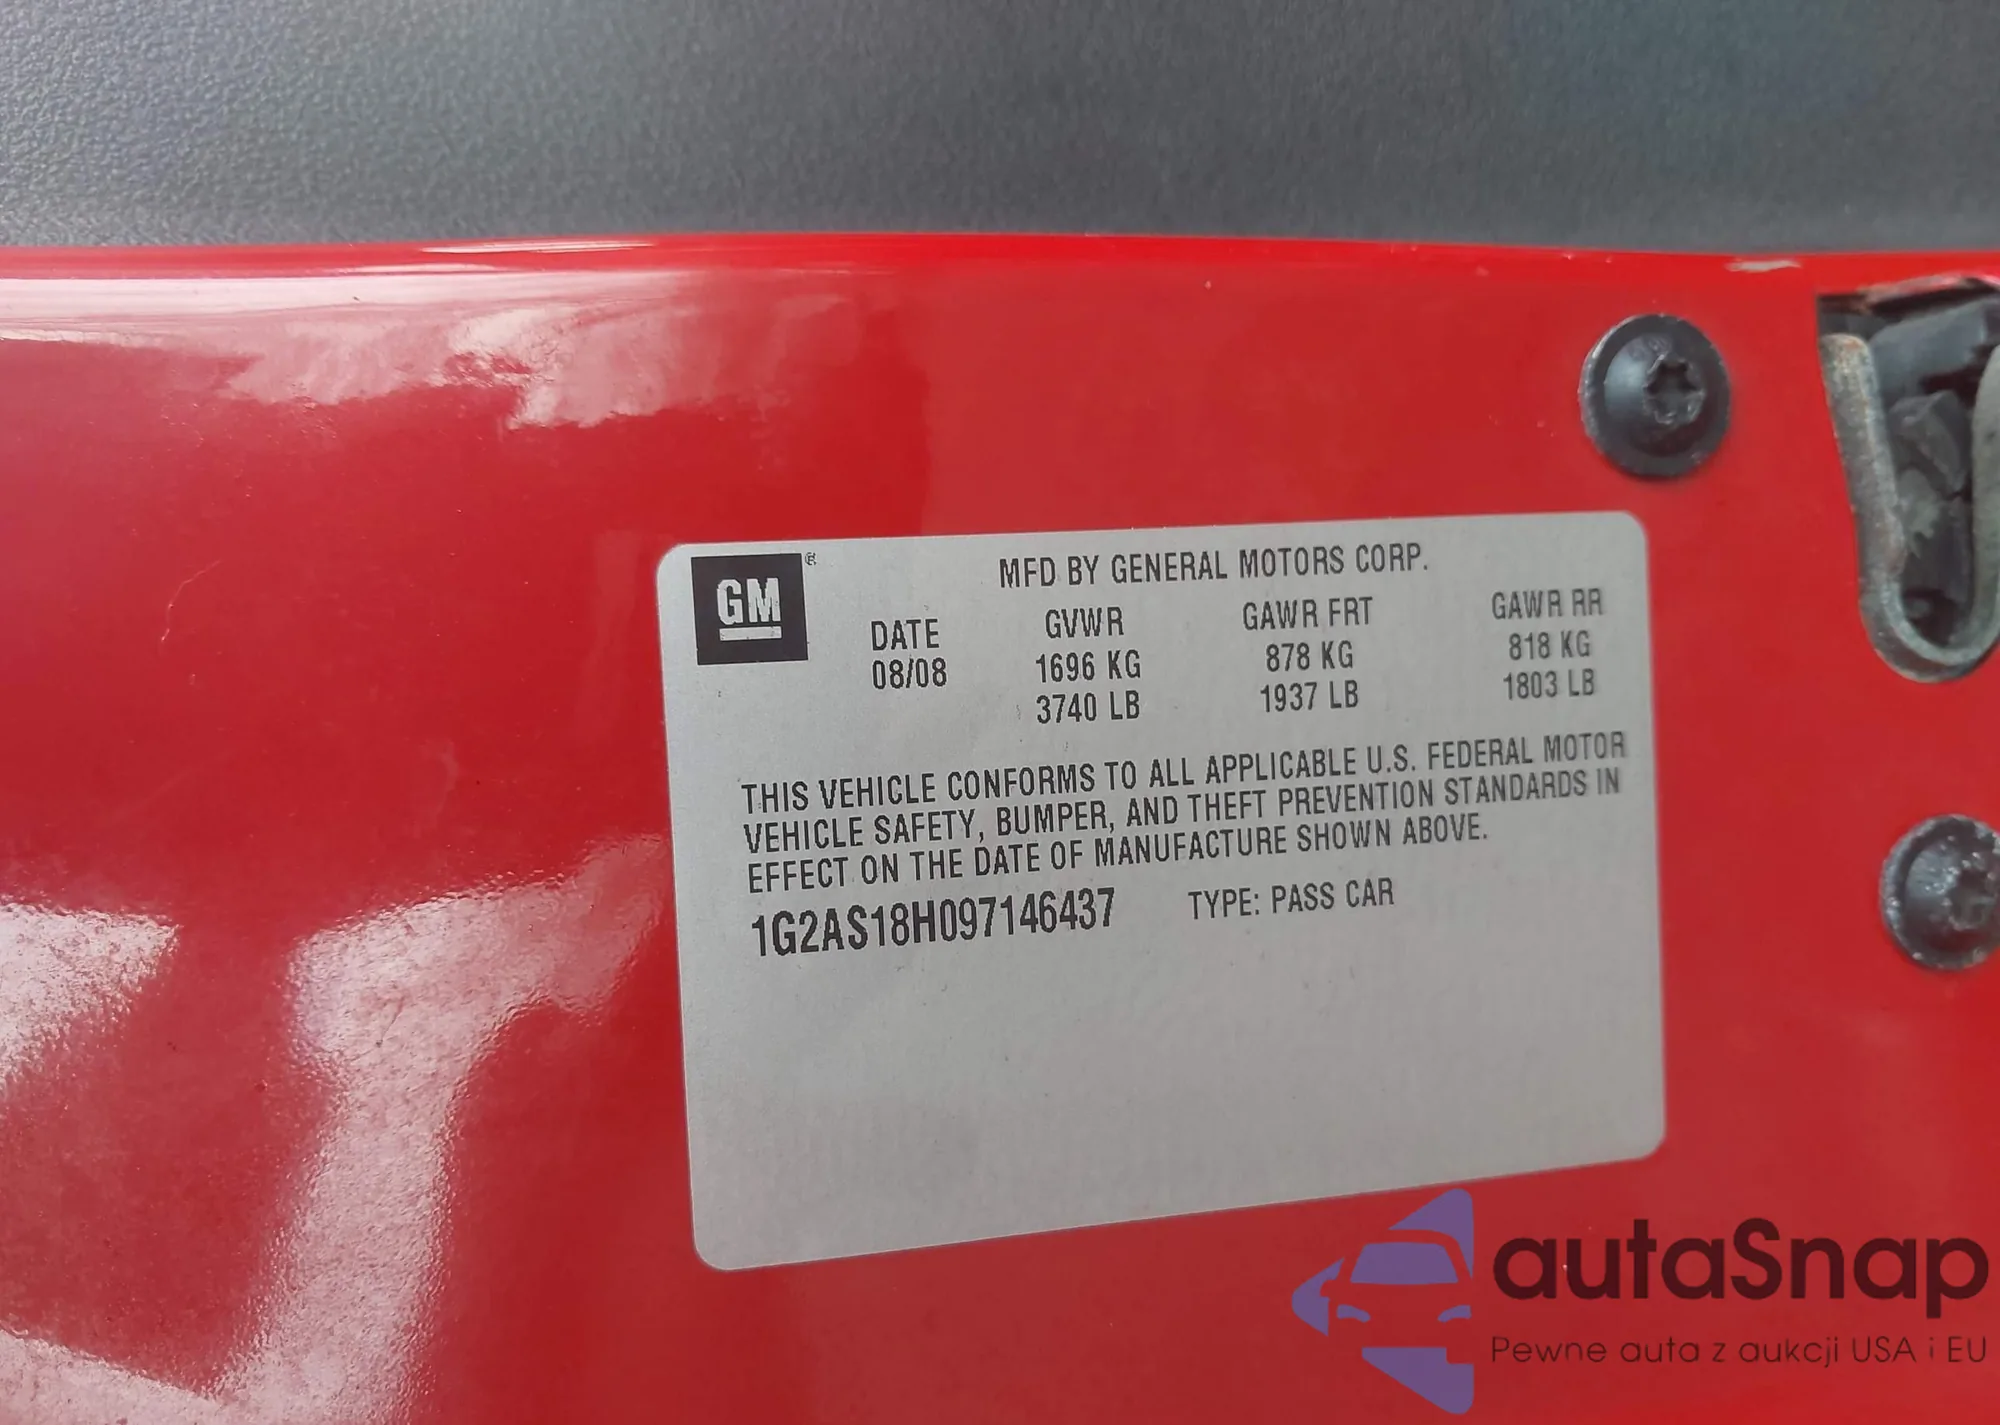 GM ®
MFD BY GENERAL MOTORS CORP.
DATE GVWR GAWR FRT GAWR RR
08/08 1696 KG 878 KG 818 KG
3740 LB 1937 LB 1803 LB
THIS VEHICLE CONFORMS TO ALL APPLICABLE U.S. FEDERAL MOTOR
VEHICLE SAFETY, BUMPER, AND THEFT PREVENTION STANDARDS IN
EFFECT ON THE DATE OF MANUFACTURE SHOWN ABOVE.
1G2AS18H097146437 TYPE: PASS CAR
autaSnap
Pewne auta z aukcji USA i EU